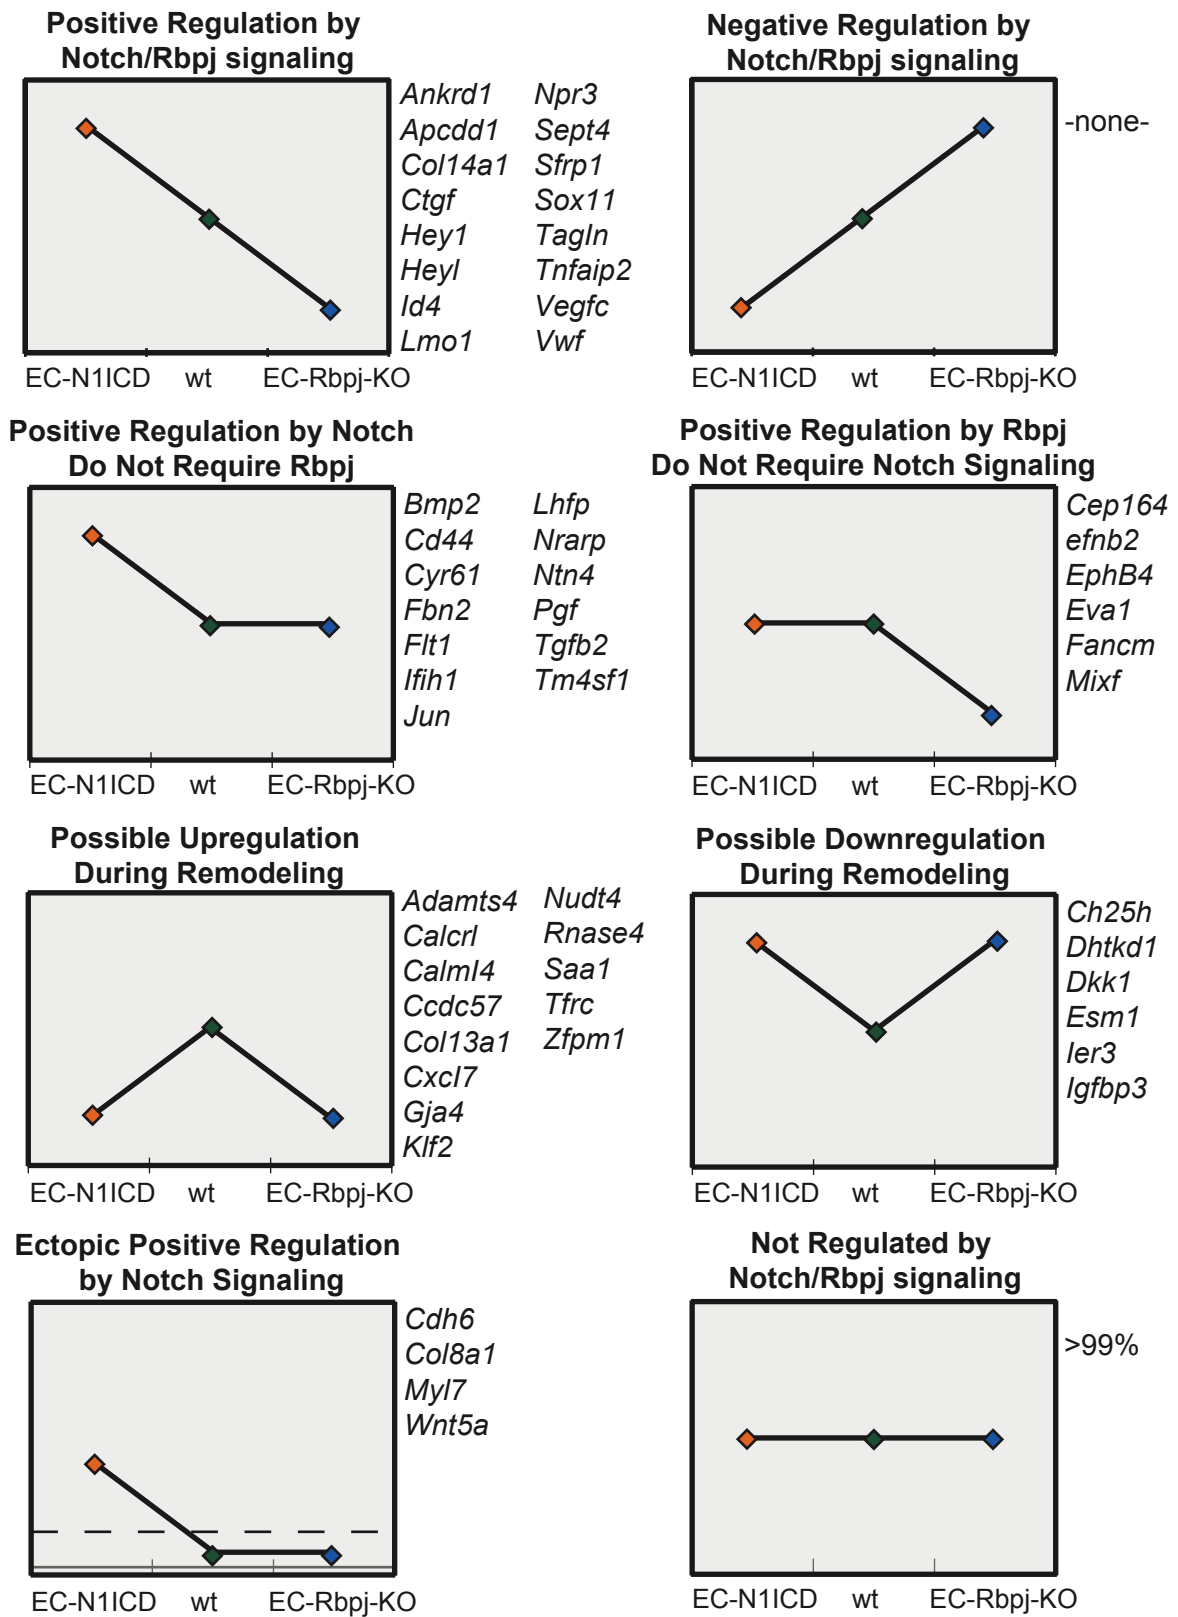 Positive Regulation by
Notch/Rbpj signaling
Ankrd1
Apcdd1
Col14a1
Ctgf
Hey1
Heyl
Id4
Lmo1
Npr3
Sept4
Sfrp1
Sox11
Tagln
Tnfaip2
Vegfc
Vwf
EC-N1ICD wt EC-Rbpj-KO
Negative Regulation by
Notch/Rbpj signaling
-none-
EC-N1ICD wt EC-Rbpj-KO
Positive Regulation by Notch
Do Not Require Rbpj
Bmp2
Cd44
Cyr61
Fbn2
Flt1
Ifih1
Jun
Lhfp
Nrarp
Ntn4
Pgf
Tgfb2
Tm4sf1
EC-N1ICD wt EC-Rbpj-KO
Positive Regulation by Rbpj
Do Not Require Notch Signaling
Cep164
efnb2
EphB4
Eva1
Fancm
Mixf
EC-N1ICD wt EC-Rbpj-KO
Possible Upregulation
During Remodeling
Adamts4
Calcrl
Calml4
Ccdc57
Col13a1
Cxcl7
Gja4
Klf2
Nudt4
Rnase4
Saa1
Tfrc
Zfpm1
EC-N1ICD wt EC-Rbpj-KO
Possible Downregulation
During Remodeling
Ch25h
Dhtkd1
Dkk1
Esm1
Ier3
Igfbp3
EC-N1ICD wt EC-Rbpj-KO
Ectopic Positive Regulation
by Notch Signaling
Cdh6
Col8a1
Myl7
Wnt5a
EC-N1ICD wt EC-Rbpj-KO
Not Regulated by
Notch/Rbpj signaling
>99%
EC-N1ICD wt EC-Rbpj-KO